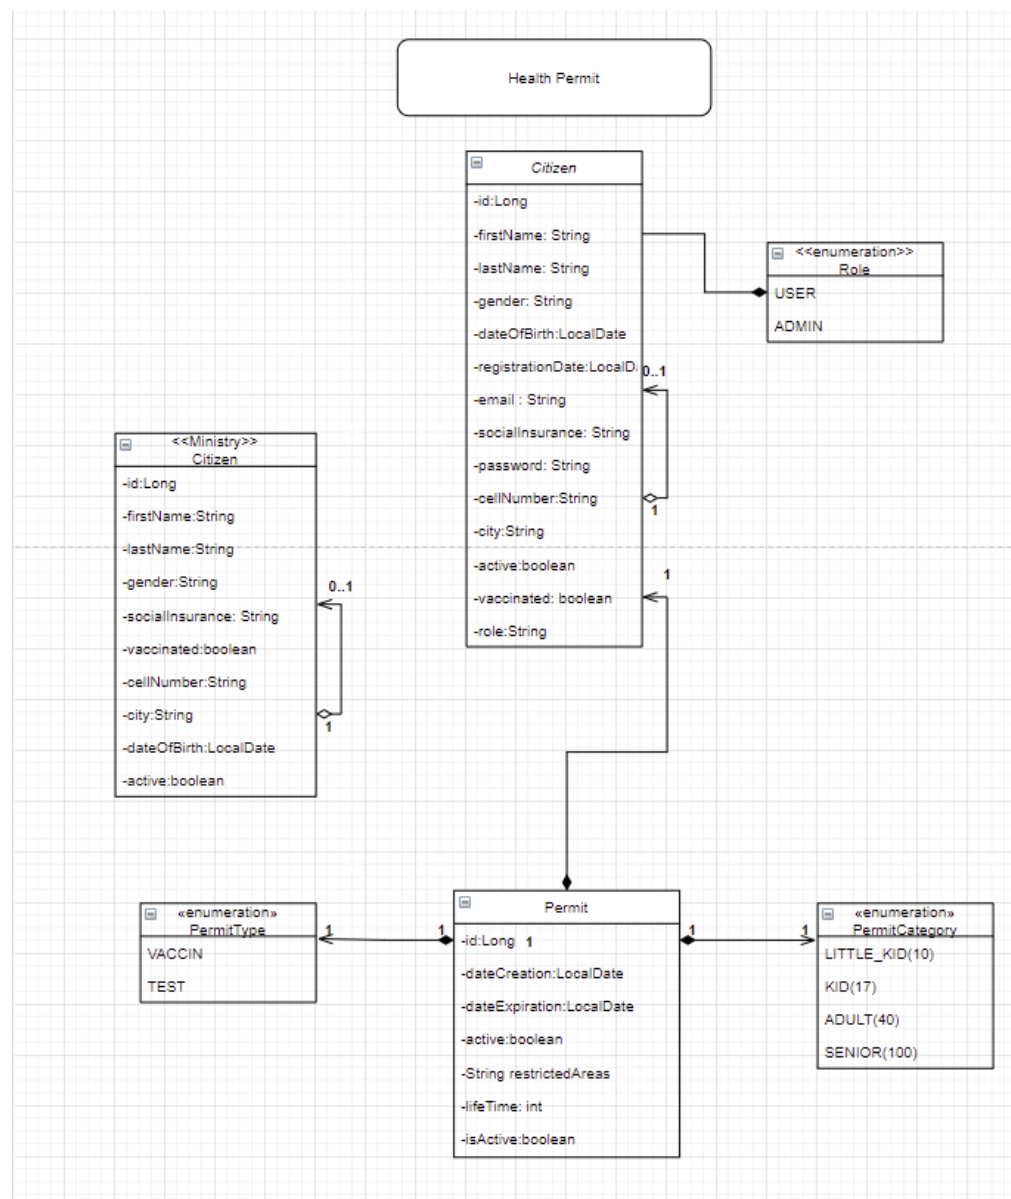 Health Permit
Citizen
-id:Long
-firstName: String
-lastName: String
-gender: String
-dateOfBirth:LocalDate
-registrationDate:LocalDa
-email : String
-socialInsurance: String
-password: String
-cellNumber:String
-city:String
-active:boolean
-vaccinated: boolean
-role:String
0..1
1
1
<<enumeration>>
Role
USER
ADMIN
<<Ministry>>
Citizen
-id:Long
-firstName:String
-lastName:String
-gender:String
-socialInsurance: String
-vaccinated:boolean
-cellNumber:String
-city:String
-dateOfBirth:LocalDate
-active:boolean
0..1
1
«enumeration»
PermitType
VACCIN
TEST
1
1
Permit
-id:Long 1
-dateCreation:LocalDate
-dateExpiration:LocalDate
-active:boolean
-String restrictedAreas
-lifeTime: int
-isActive:boolean
1
1
«enumeration»
PermitCategory
LITTLE_KID(10)
KID(17)
ADULT(40)
SENIOR(100)